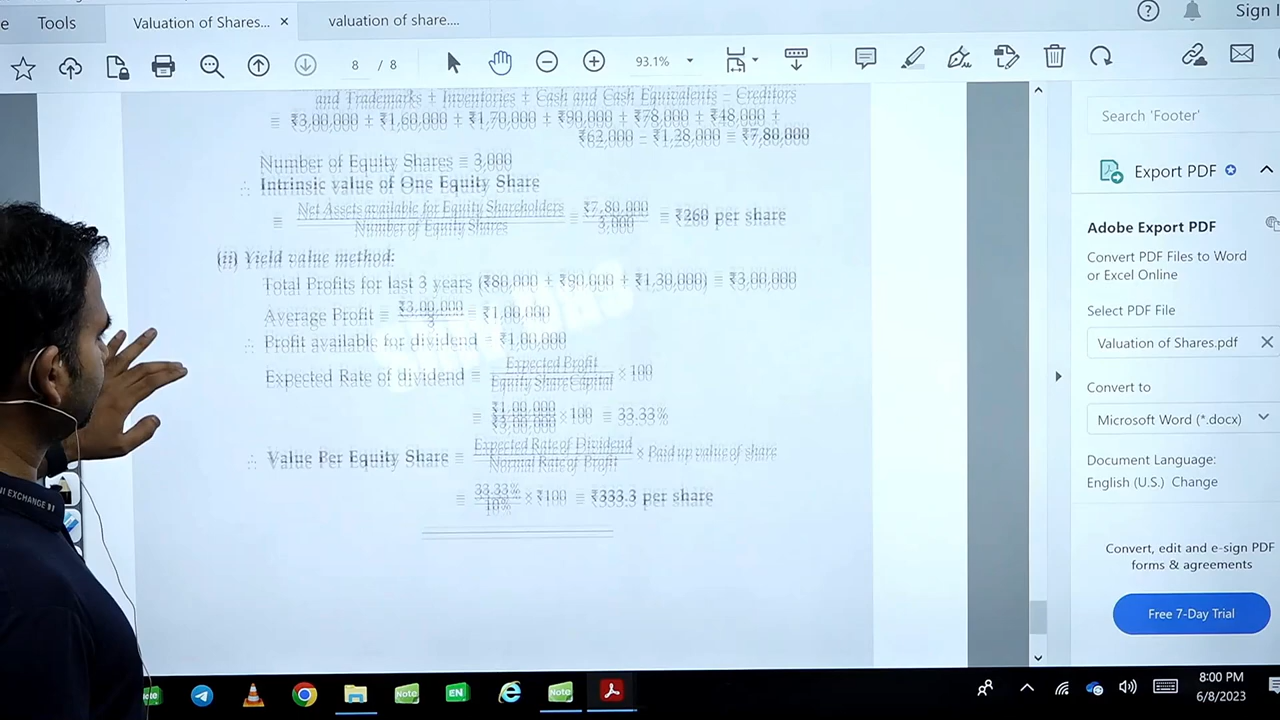 Tools
Valuation of Shares... ×
valuation of share....
Sign I
8 / 8
93.1%
and Trademarks + Inventories + Cash and Cash Equivalents – Creditors
= ₹3,00,000 + ₹1,60,000 + ₹1,70,000 + ₹90,000 + ₹78,000 + ₹48,000 +
₹62,000 – ₹1,28,000 = ₹7,80,000
Number of Equity Shares = 3,000
∴ Intrinsic value of One Equity Share
= Net Assets available for Equity Shareholders / Number of Equity Shares = ₹7,80,000 / 3,000 = ₹260 per share
(ii) Yield value method:
Total Profits for last 3 years (₹80,000 + ₹90,000 + ₹1,30,000) = ₹3,00,000
Average Profit = ₹3,00,000 / 3 = ₹1,00,000
∴ Profit available for dividend = ₹1,00,000
Expected Rate of dividend = Expected Profit / Equity Share Capital × 100
= ₹1,00,000 / ₹3,00,000 × 100 = 33.33%
∴ Value Per Equity Share = Expected Rate of Dividend / Normal Rate of Profit × Paid up value of share
= 33.33% / 10% × ₹100 = ₹333.3 per share
Search 'Footer'
Export PDF
Adobe Export PDF
Convert PDF Files to Word
or Excel Online
Select PDF File
Valuation of Shares.pdf
Convert to
Microsoft Word (*.docx)
Document Language:
English (U.S.) Change
Convert, edit and e-sign PDF
forms & agreements
Free 7-Day Trial
Note
EN
Note
8:00 PM
6/8/2023